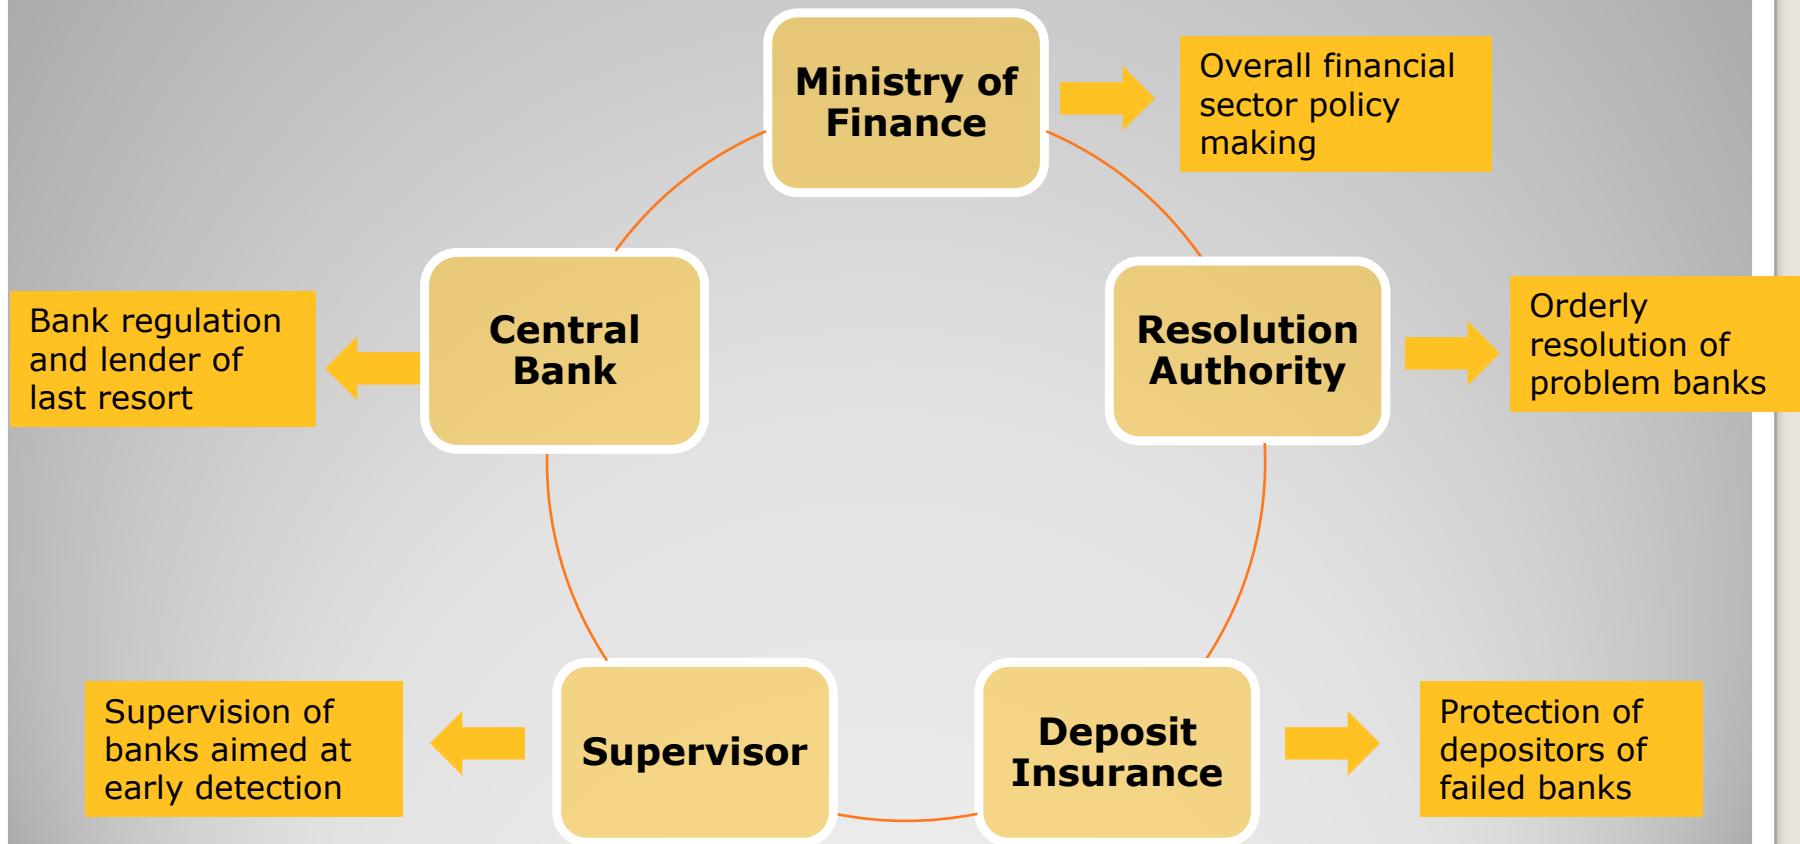 Ministry of
Finance
Overall financial
sector policy
making
Central
Bank
Bank regulation
and lender of
last resort
Resolution
Authority
Orderly
resolution of
problem banks
Supervisor
Supervision of
banks aimed at
early detection
Deposit
Insurance
Protection of
depositors of
failed banks